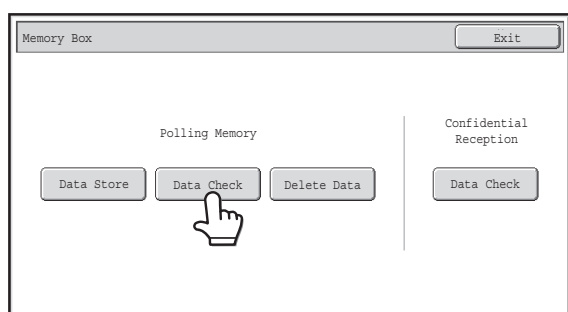 Memory Box
Exit
Polling Memory
Data Store
Data Check
Delete Data
Confidential
Reception
Data Check